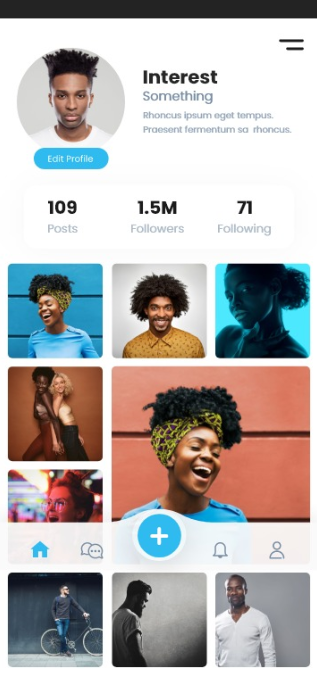 Interest
Something
Rhoncus ipsum eget tempus.
Praesent fermentum sa rhoncus.
Edit Profile
109
1.5M
71
Posts
Followers
Following